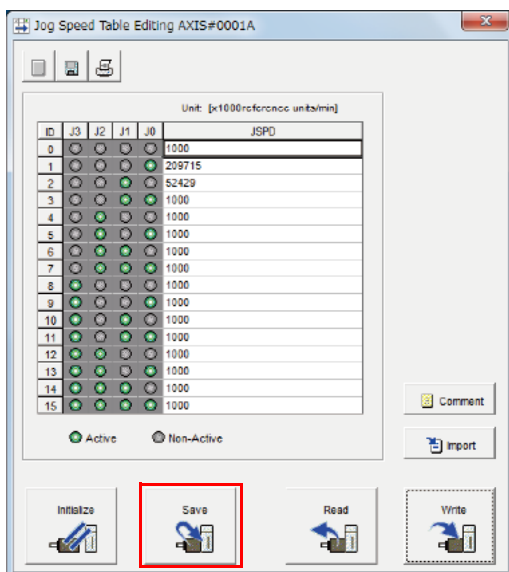 Jog Speed Table Editing AXIS#0001A
Unit: [x1000reference units/min]
ID J3 J2 J1 J0 JSPD
0 1000
1 209715
2 52429
3 1000
4 1000
5 1000
6 1000
7 1000
8 1000
9 1000
10 1000
11 1000
12 1000
13 1000
14 1000
15 1000
Comment
Active Non-Active
Import
Initialize Save Read Write